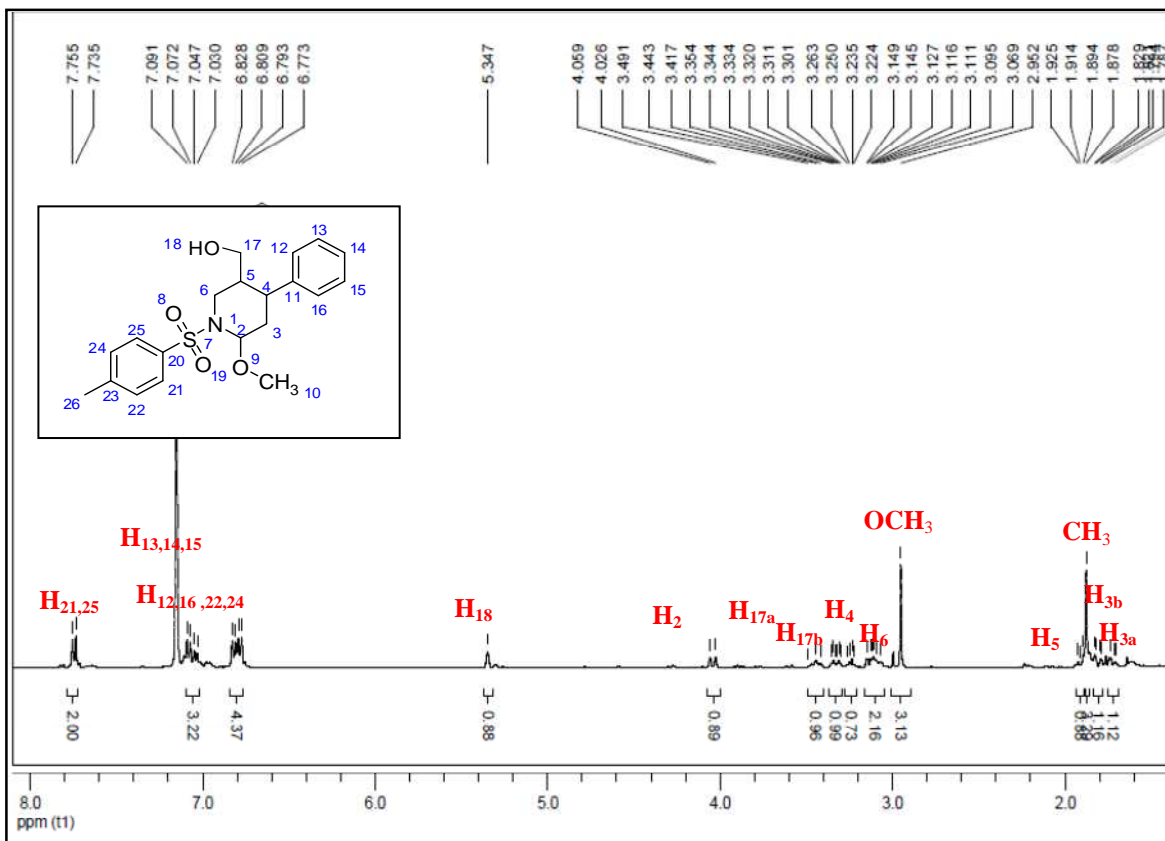 7.755 7.735 7.091 7.072 7.047 7.030 6.828 6.809 6.793 6.773 5.347 4.059 4.026 3.491 3.443 3.417 3.354 3.344 3.334 3.320 3.311 3.301 3.263 3.250 3.235 3.224 3.149 3.145 3.127 3.116 3.111 3.095 3.069 2.952 1.925 1.914 1.894 1.878 1.829
18 HO 17 12 13 14
5 4 11 15 16
6 8 O 1 3
25 S N 2
24 20 7 9
O 19 O CH3 10
23 21
26 22
OCH3
H13,14,15 CH3
H21,25 H12,16 ,22,24 H18 H2 H17a H17b H4 H6 H5 H3b H3a
2.00 3.22 4.37 0.88 0.89 0.96 0.99 0.73 2.16 3.13 1.16 1.12
8.0 7.0 6.0 5.0 4.0 3.0 2.0
ppm (t1)